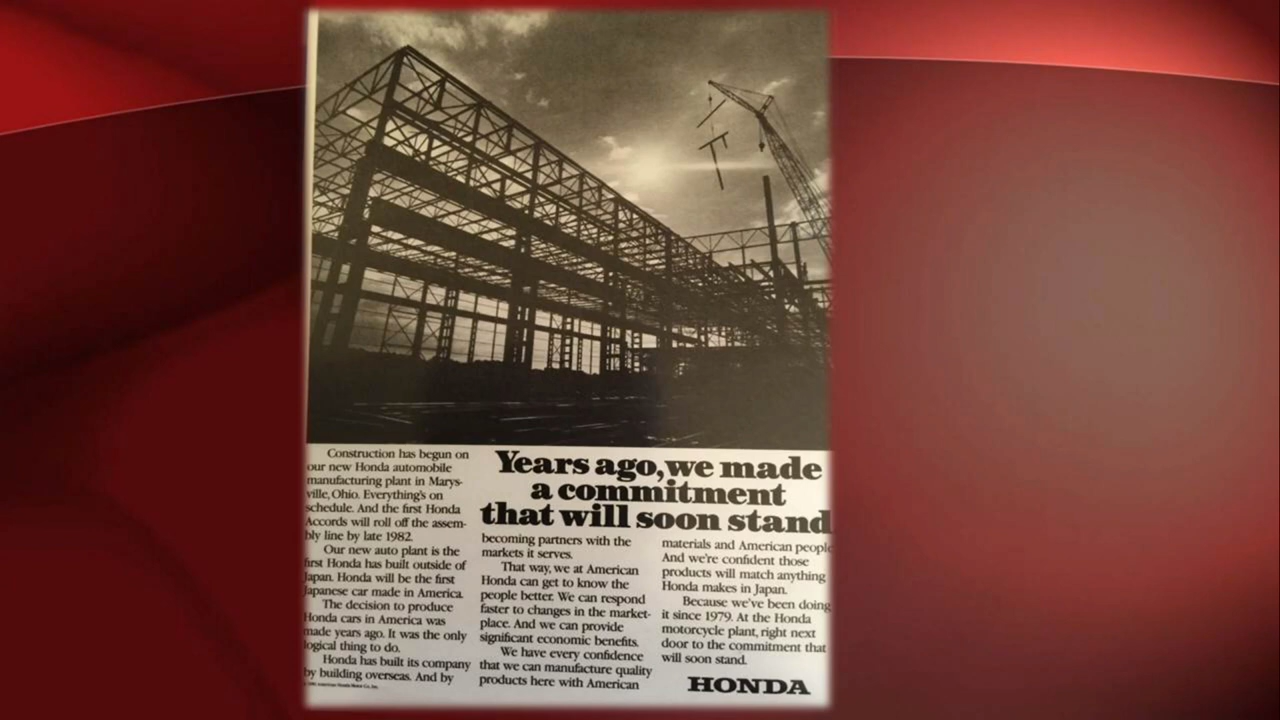 Years ago, we made
a commitment
that will soon stand
Construction has begun on
our new Honda automobile
manufacturing plant in Marys-
ville, Ohio. Everything's on
schedule. And the first Honda
Accords will roll off the assem-
bly line by late 1982.
Our new auto plant is the
first Honda has built outside of
Japan. Honda will be the first
Japanese car made in America.
The decision to produce
Honda cars in America was
made years ago. It was the only
logical thing to do.
Honda has built its company
by building overseas. And by
American Honda Motor Co., Inc.
becoming partners with the
markets it serves.
That way, we at American
Honda can get to know the
people better. We can respond
faster to changes in the market-
place. And we can provide
significant economic benefits.
We have every confidence
that we can manufacture quality
products here with American
materials and American people
And we're confident those
products will match anything
Honda makes in Japan.
Because we've been doing
it since 1979. At the Honda
motorcycle plant, right next
door to the commitment that
will soon stand.
HONDA